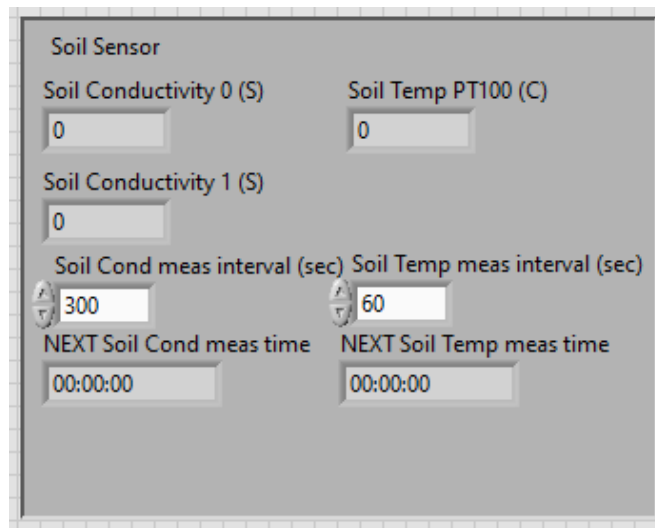 Soil Sensor
Soil Conductivity 0 (S) Soil Temp PT100 (C)
0 0
Soil Conductivity 1 (S)
0
Soil Cond meas interval (sec) Soil Temp meas interval (sec)
300 60
NEXT Soil Cond meas time NEXT Soil Temp meas time
00:00:00 00:00:00